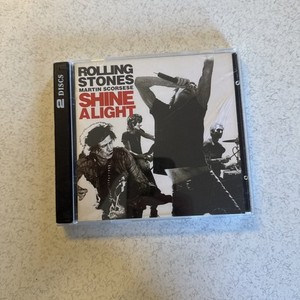 2 DISCS
ROLLING
STONES
MARTIN SCORSESE
SHINE
A LIGHT